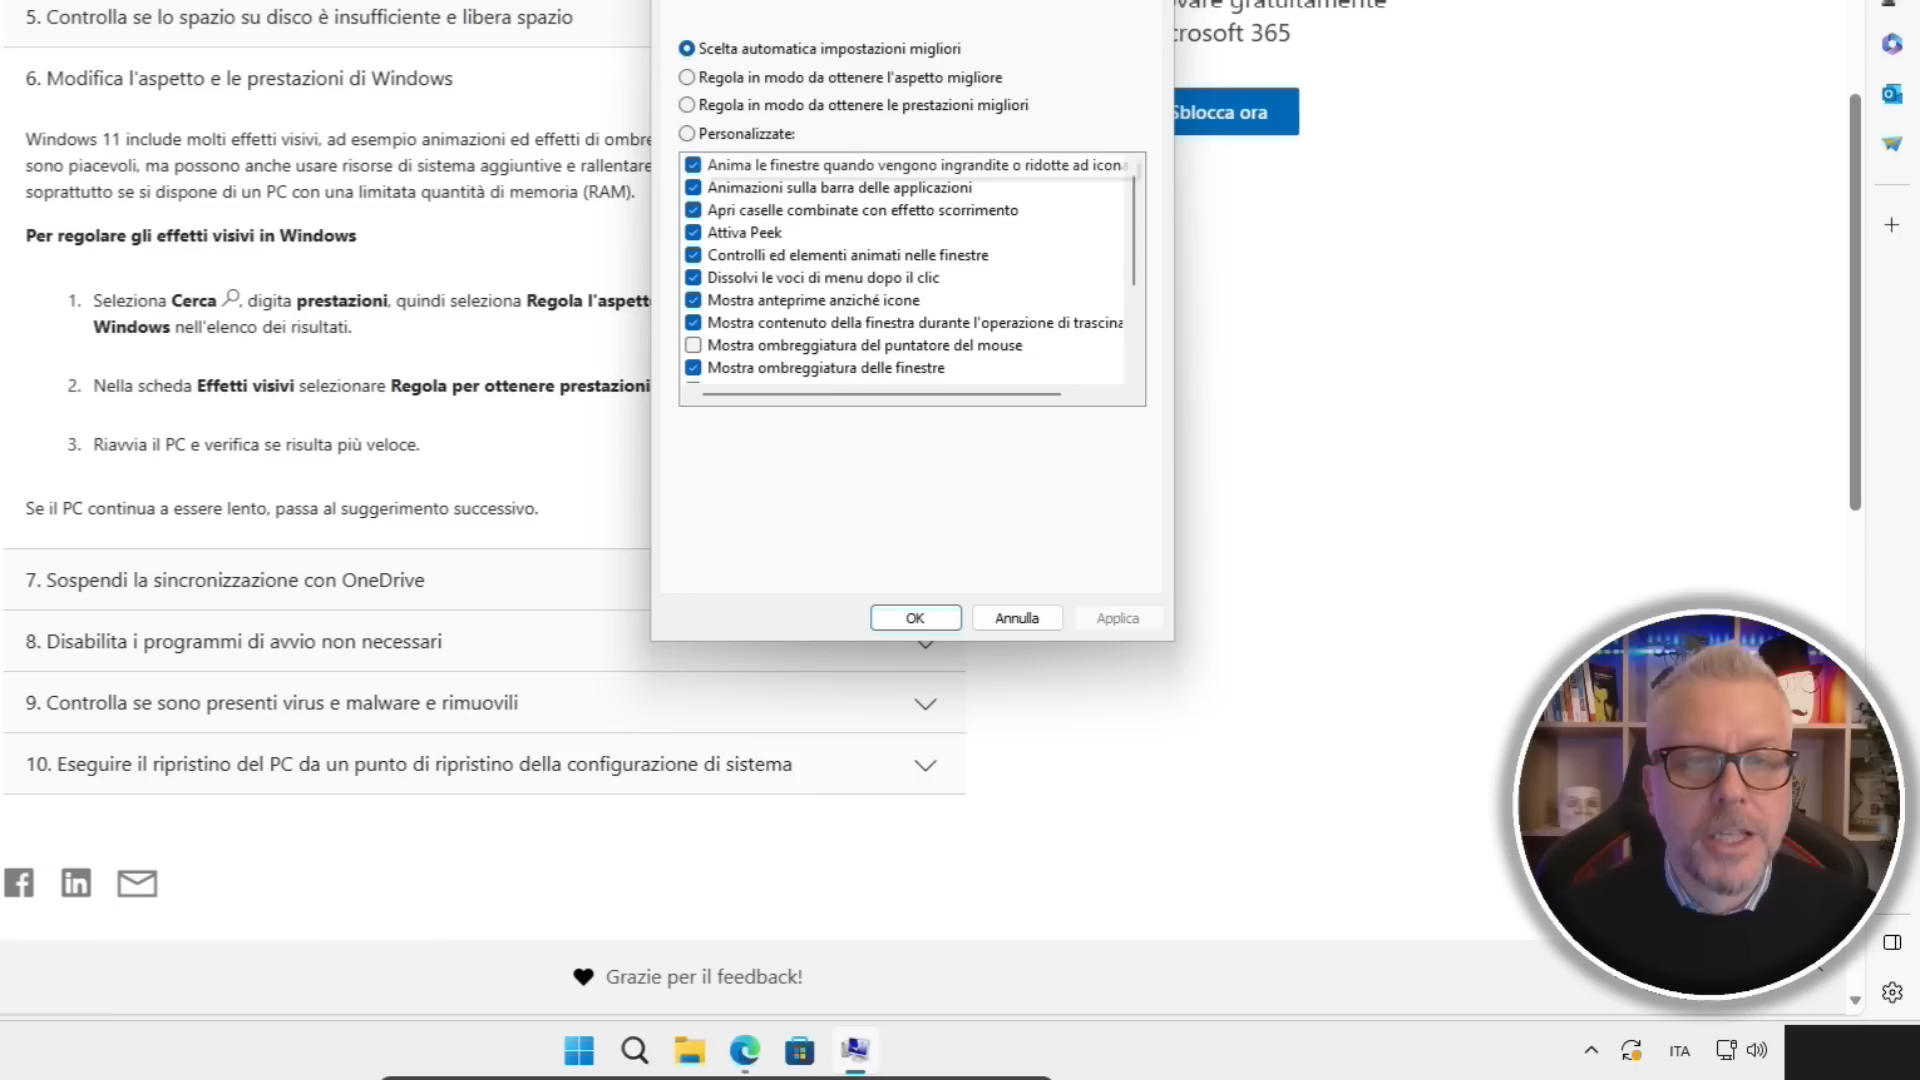 5. Controlla se lo spazio su disco è insufficiente e libera spazio
6. Modifica l'aspetto e le prestazioni di Windows
Windows 11 include molti effetti visivi, ad esempio animazioni ed effetti di ombre
sono piacevoli, ma possono anche usare risorse di sistema aggiuntive e rallentare
soprattutto se si dispone di un PC con una limitata quantità di memoria (RAM).
Per regolare gli effetti visivi in Windows
1. Seleziona Cerca , digita prestazioni, quindi seleziona Regola l'aspett
Windows nell'elenco dei risultati.
2. Nella scheda Effetti visivi selezionare Regola per ottenere prestazioni
3. Riavvia il PC e verifica se risulta più veloce.
Se il PC continua a essere lento, passa al suggerimento successivo.
7. Sospendi la sincronizzazione con OneDrive
8. Disabilita i programmi di avvio non necessari
9. Controlla se sono presenti virus e malware e rimuovili
10. Eseguire il ripristino del PC da un punto di ripristino della configurazione di sistema
Scelta automatica impostazioni migliori
Regola in modo da ottenere l'aspetto migliore
Regola in modo da ottenere le prestazioni migliori
Personalizzate:
Anima le finestre quando vengono ingrandite o ridotte ad icona
Animazioni sulla barra delle applicazioni
Apri caselle combinate con effetto scorrimento
Attiva Peek
Controlli ed elementi animati nelle finestre
Dissolvi le voci di menu dopo il clic
Mostra anteprime anziché icone
Mostra contenuto della finestra durante l'operazione di trascina
Mostra ombreggiatura del puntatore del mouse
Mostra ombreggiatura delle finestre
OK
Annulla
Applica
vare gratuitamente
crosoft 365
Sblocca ora
Grazie per il feedback!
ITA